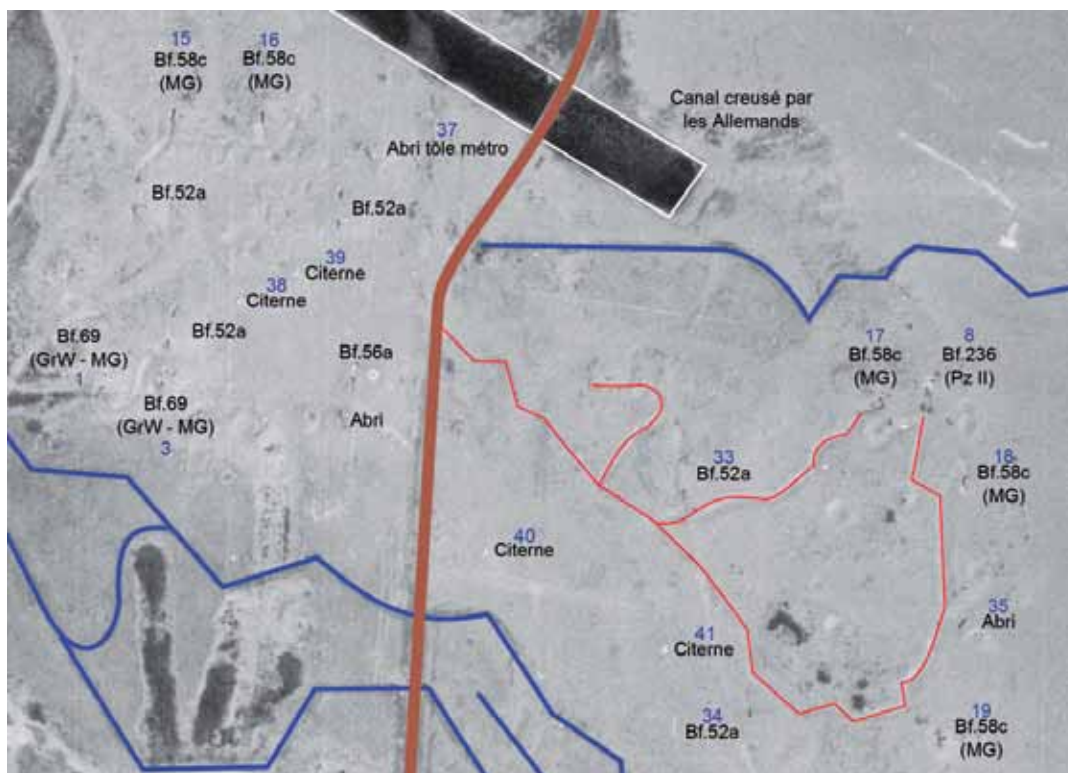 15
Bf.58c
(MG)
16
Bf.58c
(MG)
37
Abri tôle métro
Canal creusé par
les Allemands
Bf.52a
Bf.52a
39
Citerne
38
Citerne
Bf.52a
Bf.69
(GrW - MG)
1
Bf.56a
Bf.69
(GrW - MG)
3
Abri
17
Bf.58c
(MG)
8
Bf.236
(Pz II)
33
Bf.52a
18
Bf.58c
(MG)
40
Citerne
35
Abri
41
Citerne
34
Bf.52a
19
Bf.58c
(MG)